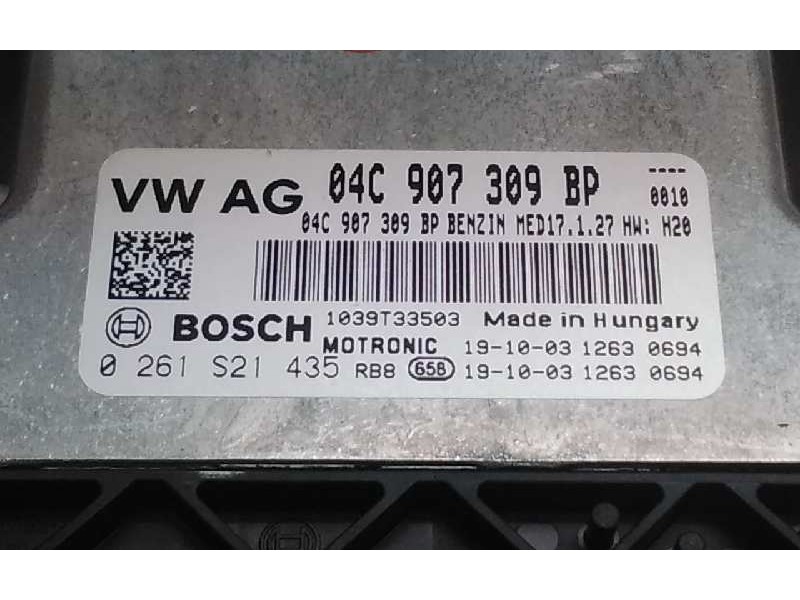 VW AG 04C 907 309 BP ----
0010
04C 907 309 BP BENZIN MED17.1.27 HW: H20
BOSCH 1039T33503 Made in Hungary
MOTRONIC 19-10-03 1263 0694
0 261 S21 435 RB8 658 19-10-03 1263 0694